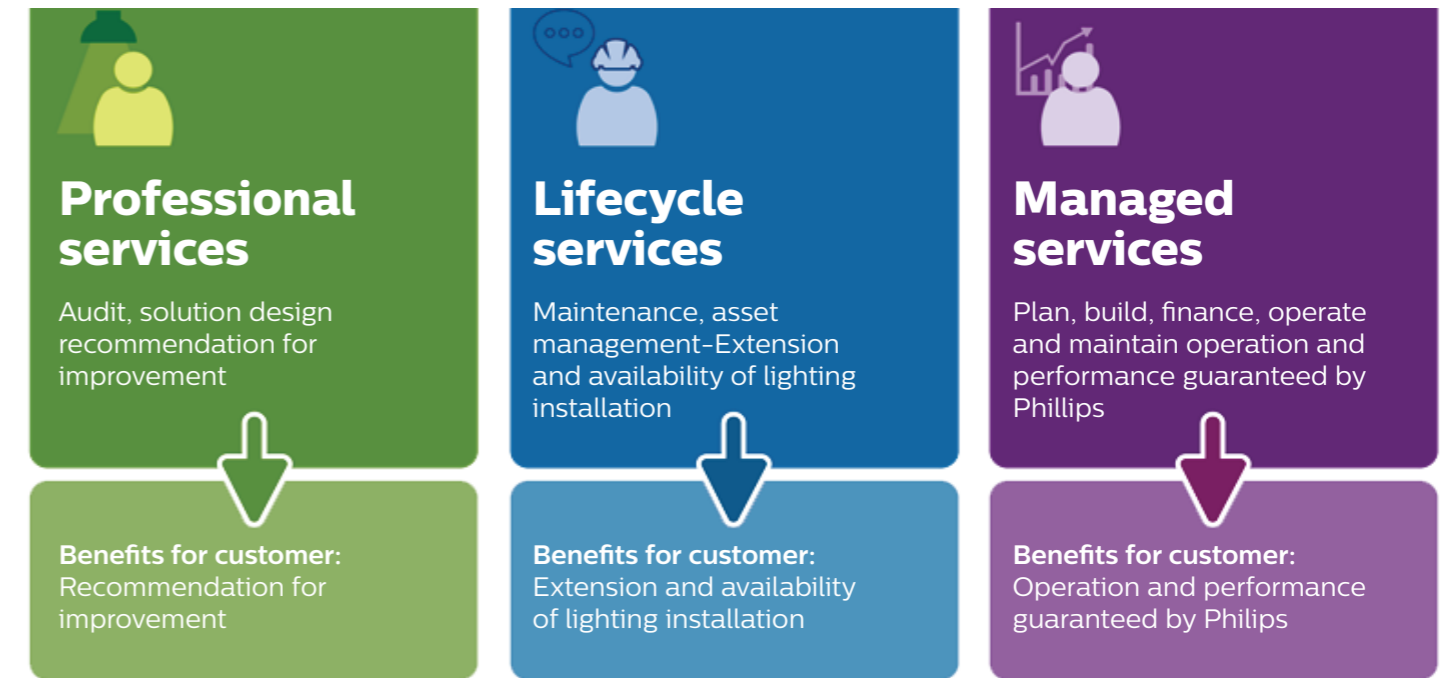 Professional
services
Audit, solution design
recommendation for
improvement
Benefits for customer:
Recommendation for
improvement
Lifecycle
services
Maintenance, asset
management-Extension
and availability of lighting
installation
Benefits for customer:
Extension and availability
of lighting installation
Managed
services
Plan, build, finance, operate
and maintain operation and
performance guaranteed by
Phillips
Benefits for customer:
Operation and performance
guaranteed by Philips